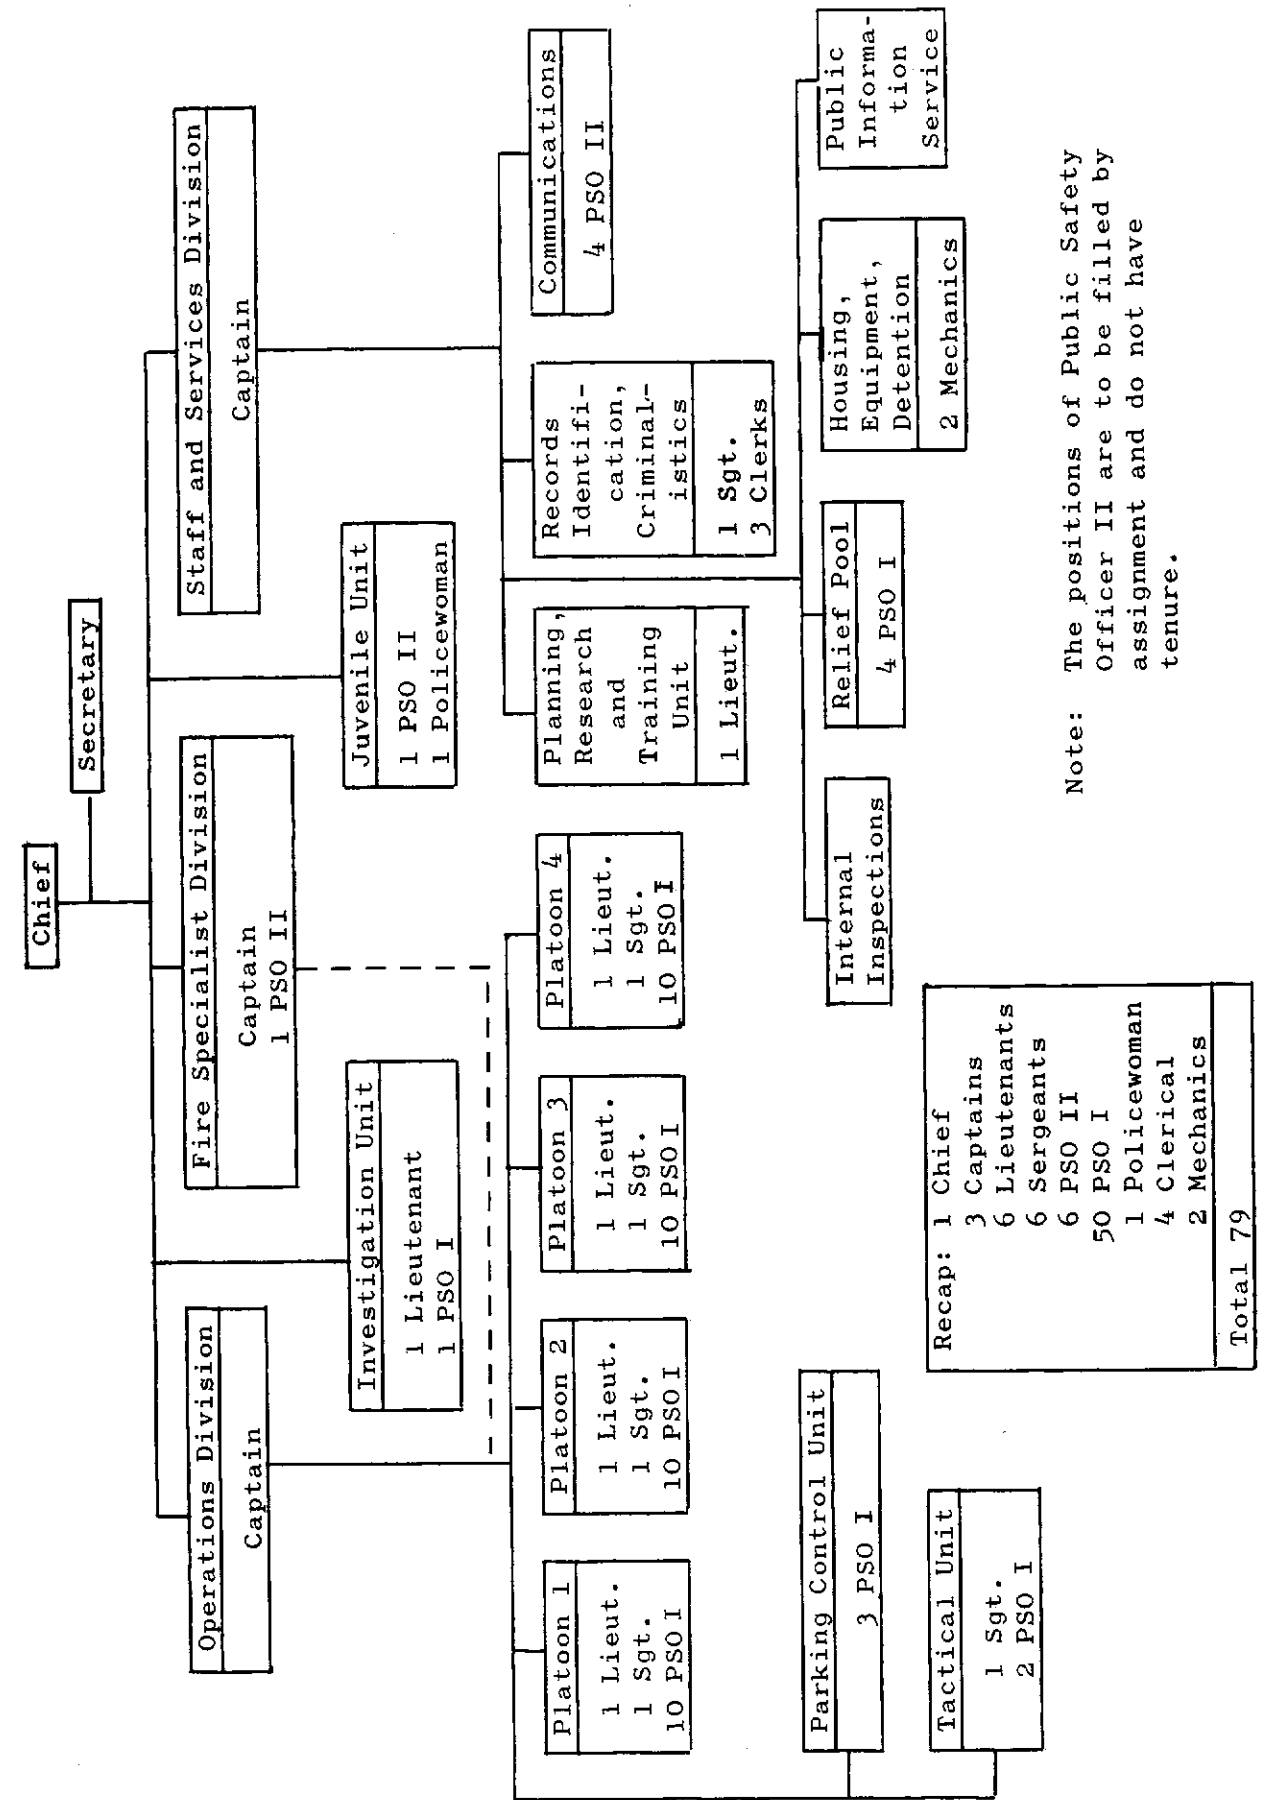 Chief
Secretary
Operations Division
Captain
Fire Specialist Division
Captain
1 PSO II
Staff and Services Division
Captain
Investigation Unit
1 Lieutenant
1 PSO I
Juvenile Unit
1 PSO II
1 Policewoman
Platoon 1
1 Lieut.
1 Sgt.
10 PSO I
Platoon 2
1 Lieut.
1 Sgt.
10 PSO I
Platoon 3
1 Lieut.
1 Sgt.
10 PSO I
Platoon 4
1 Lieut.
1 Sgt.
10 PSO I
Planning,
Research
and
Training
Unit
1 Lieut.
Records
Identifi-
cation,
Criminal-
istics
1 Sgt.
3 Clerks
Communications
4 PSO II
Parking Control Unit
3 PSO I
Tactical Unit
1 Sgt.
2 PSO I
Internal
Inspections
Relief Pool
4 PSO I
Housing,
Equipment,
Detention
2 Mechanics
Public
Informa-
tion
Service
Recap: 1 Chief
3 Captains
6 Lieutenants
6 Sergeants
6 PSO II
50 PSO I
1 Policewoman
4 Clerical
2 Mechanics
Total 79
Note: The positions of Public Safety
Officer II are to be filled by
assignment and do not have
tenure.